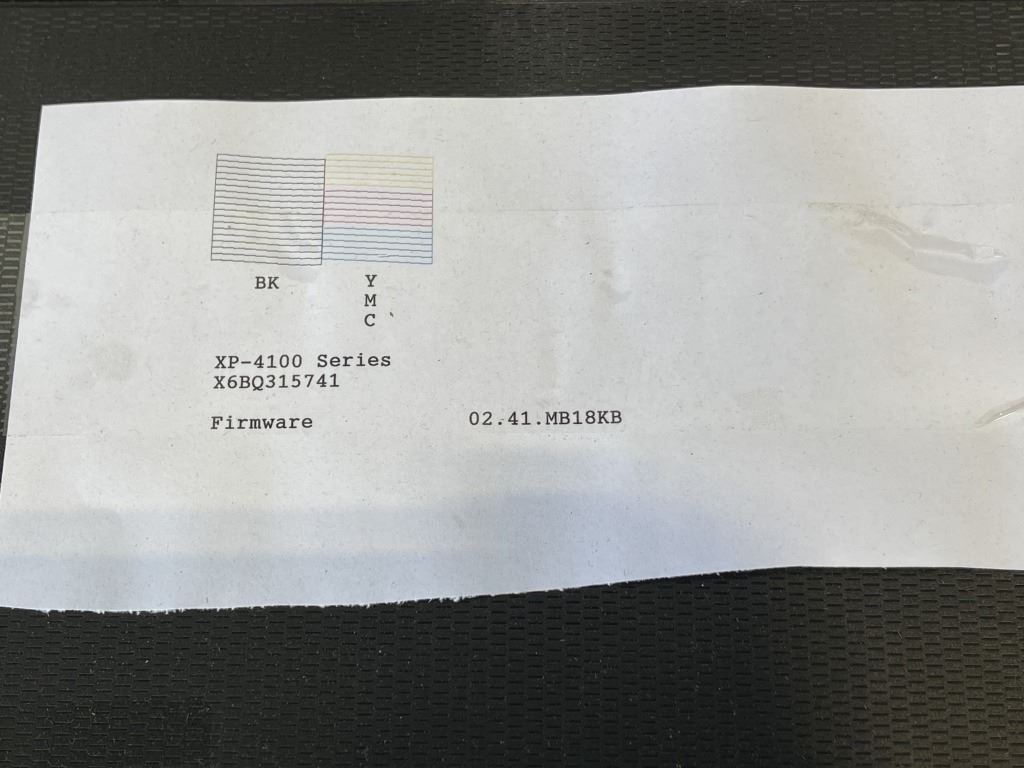 BK
Y
M
C
XP-4100 Series
X6BQ315741
Firmware 02.41.MB18KB